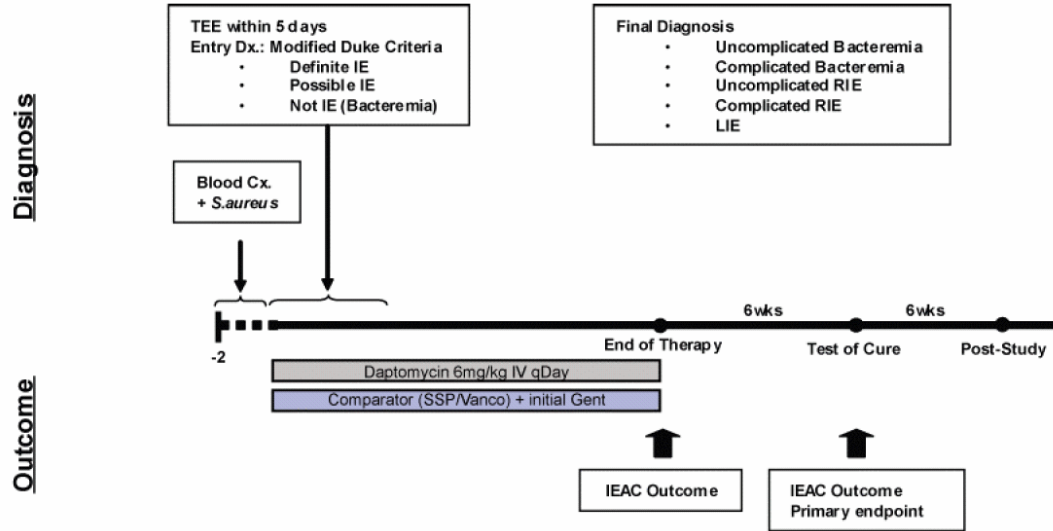 TEE within 5 days
Entry Dx.: Modified Duke Criteria
• Definite IE
• Possible IE
• Not IE (Bacteremia)
Final Diagnosis
• Uncomplicated Bacteremia
• Complicated Bacteremia
• Uncomplicated RIE
• Complicated RIE
• LIE
Diagnosis
Blood Cx.
+ S.aureus
6wks
6wks
-2
End of Therapy
Test of Cure
Post-Study
Daptomycin 6mg/kg IV qDay
Comparator (SSP/Vanco) + initial Gent
Outcome
IEAC Outcome
IEAC Outcome
Primary endpoint